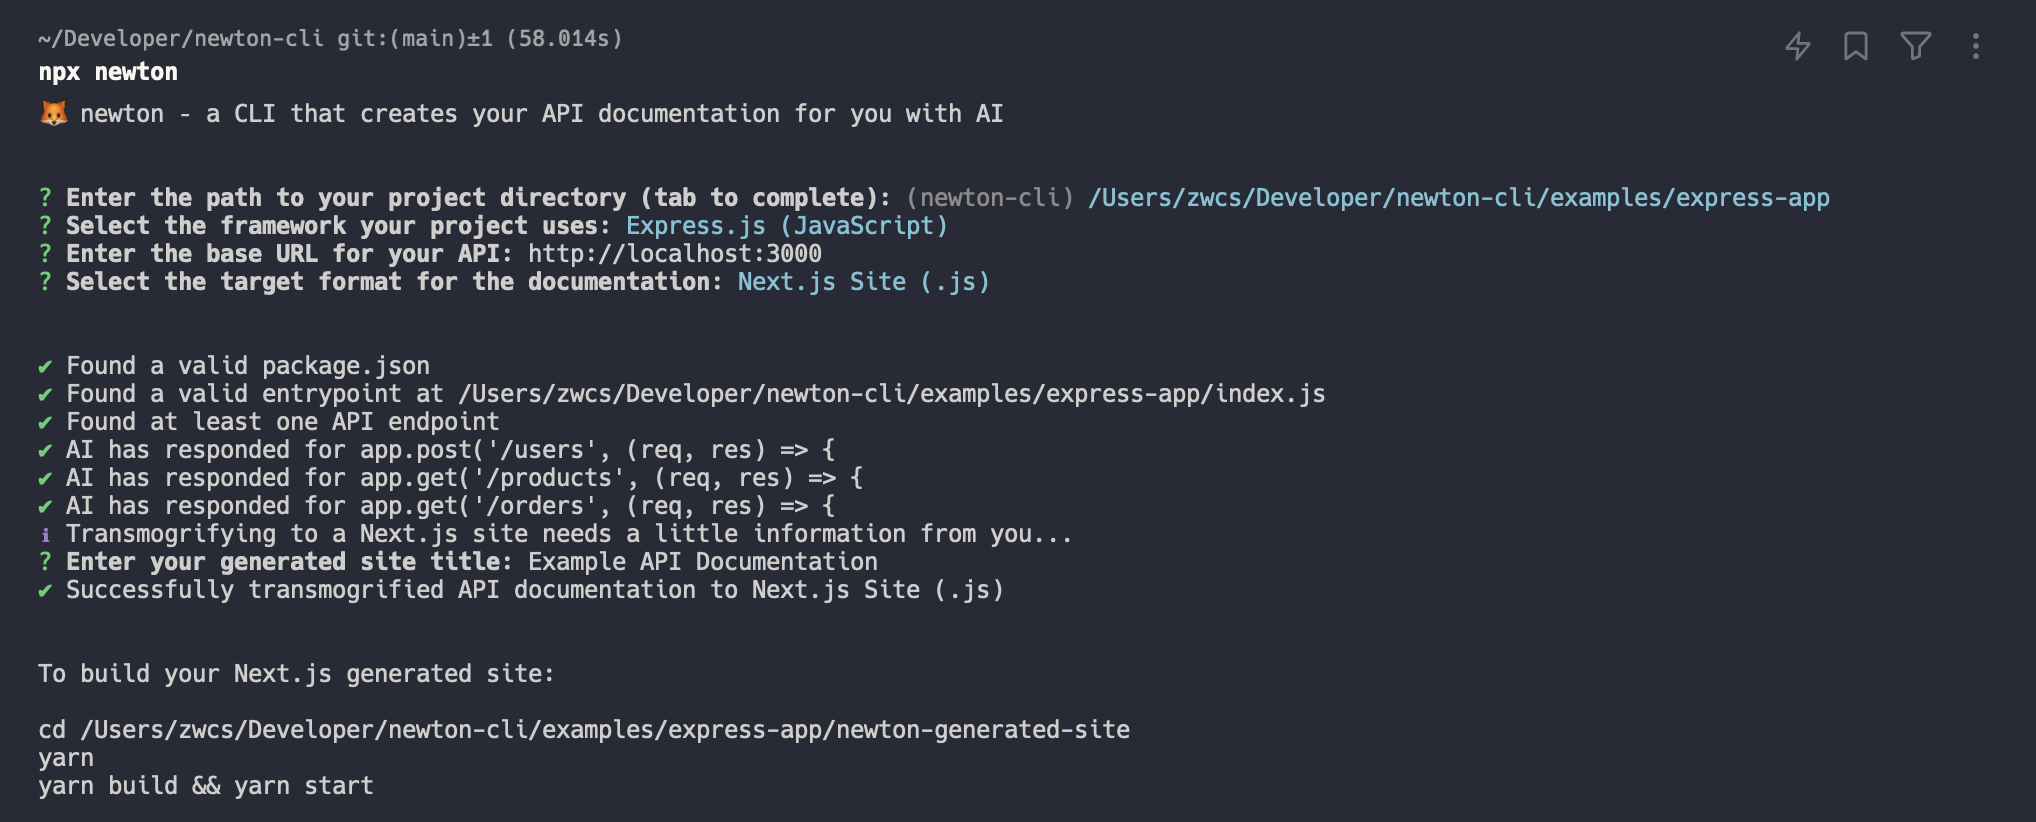 ~/Developer/newton-cli git:(main)±1 (58.014s)
npx newton
🦊 newton - a CLI that creates your API documentation for you with AI
? Enter the path to your project directory (tab to complete): (newton-cli) /Users/zwcs/Developer/newton-cli/examples/express-app
? Select the framework your project uses: Express.js (JavaScript)
? Enter the base URL for your API: http://localhost:3000
? Select the target format for the documentation: Next.js Site (.js)
✔ Found a valid package.json
✔ Found a valid entrypoint at /Users/zwcs/Developer/newton-cli/examples/express-app/index.js
✔ Found at least one API endpoint
✔ AI has responded for app.post('/users', (req, res) => {
✔ AI has responded for app.get('/products', (req, res) => {
✔ AI has responded for app.get('/orders', (req, res) => {
ℹ Transmogrifying to a Next.js site needs a little information from you...
? Enter your generated site title: Example API Documentation
✔ Successfully transmogrified API documentation to Next.js Site (.js)
To build your Next.js generated site:
cd /Users/zwcs/Developer/newton-cli/examples/express-app/newton-generated-site
yarn
yarn build && yarn start